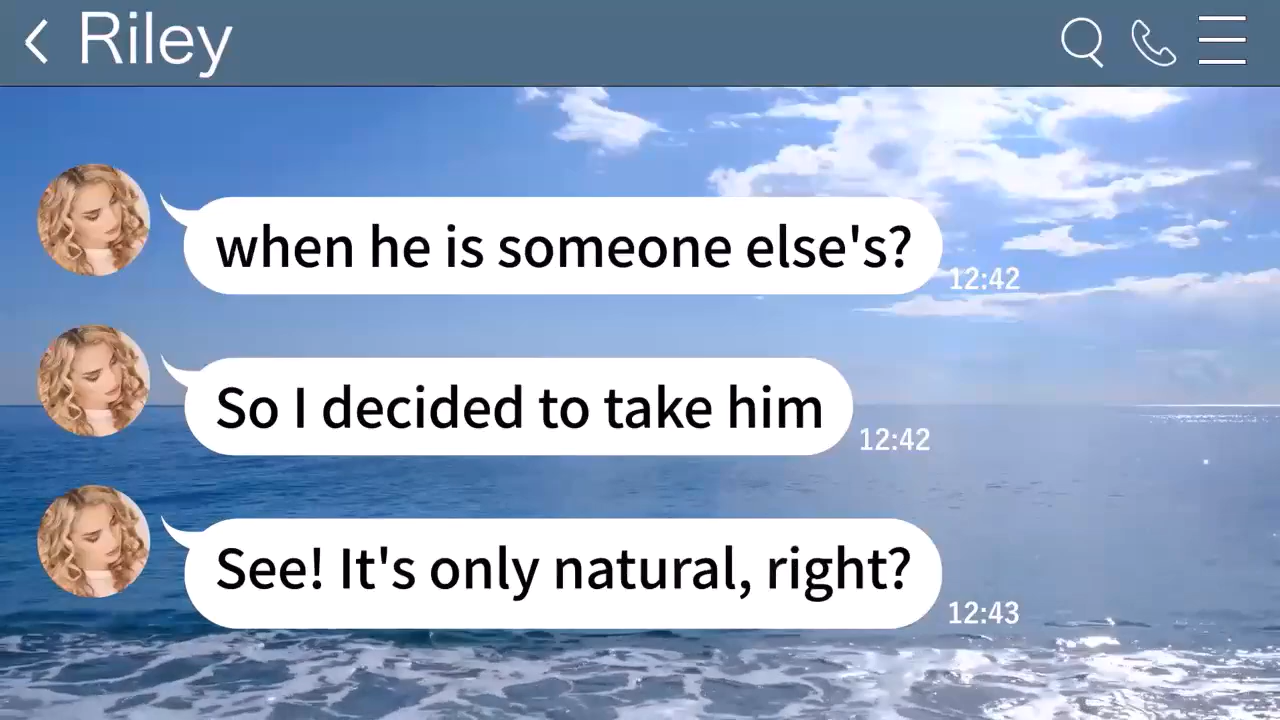 Riley
when he is someone else's?
12:42
So I decided to take him
12:42
See! It's only natural, right?
12:43